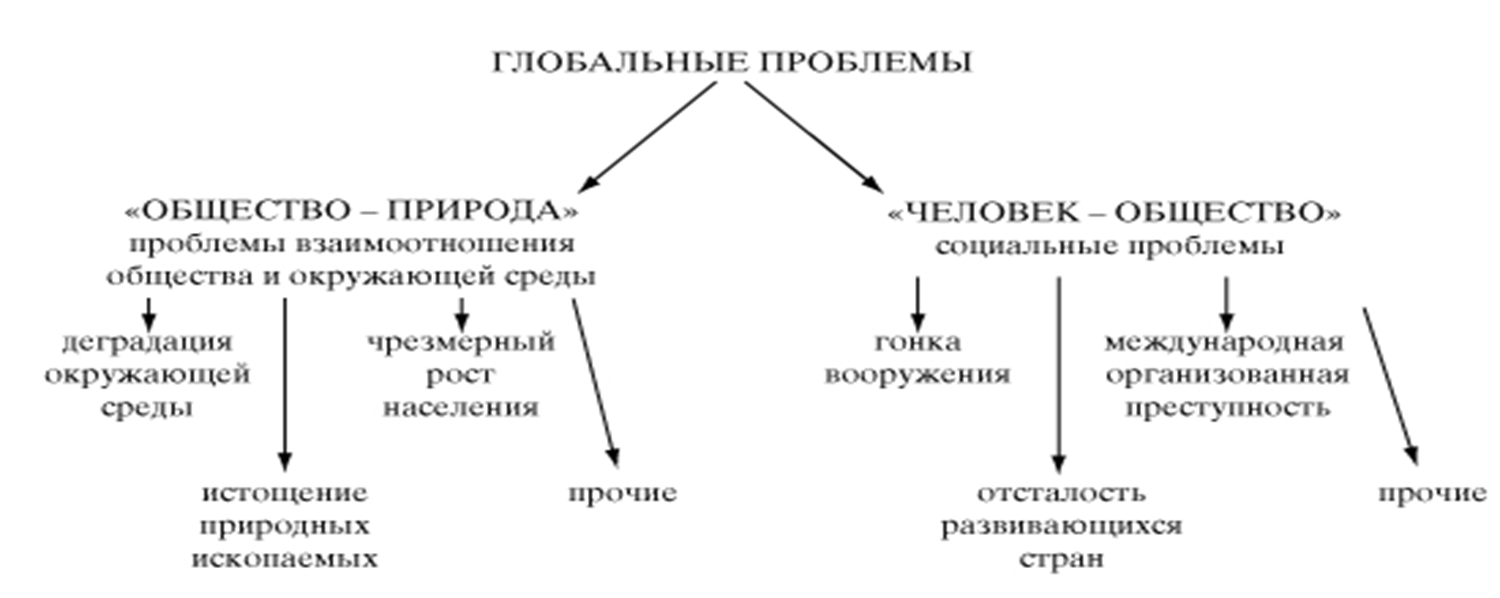 ГЛОБАЛЬНЫЕ ПРОБЛЕМЫ
«ОБЩЕСТВО – ПРИРОДА»
проблемы взаимоотношения
общества и окружающей среды
деградация
окружающей
среды
истощение
природных
ископаемых
чрезмерный
рост
населения
прочие
«ЧЕЛОВЕК – ОБЩЕСТВО»
социальные проблемы
гонка
вооружения
отсталость
развивающихся
стран
международная
организованная
преступность
прочие